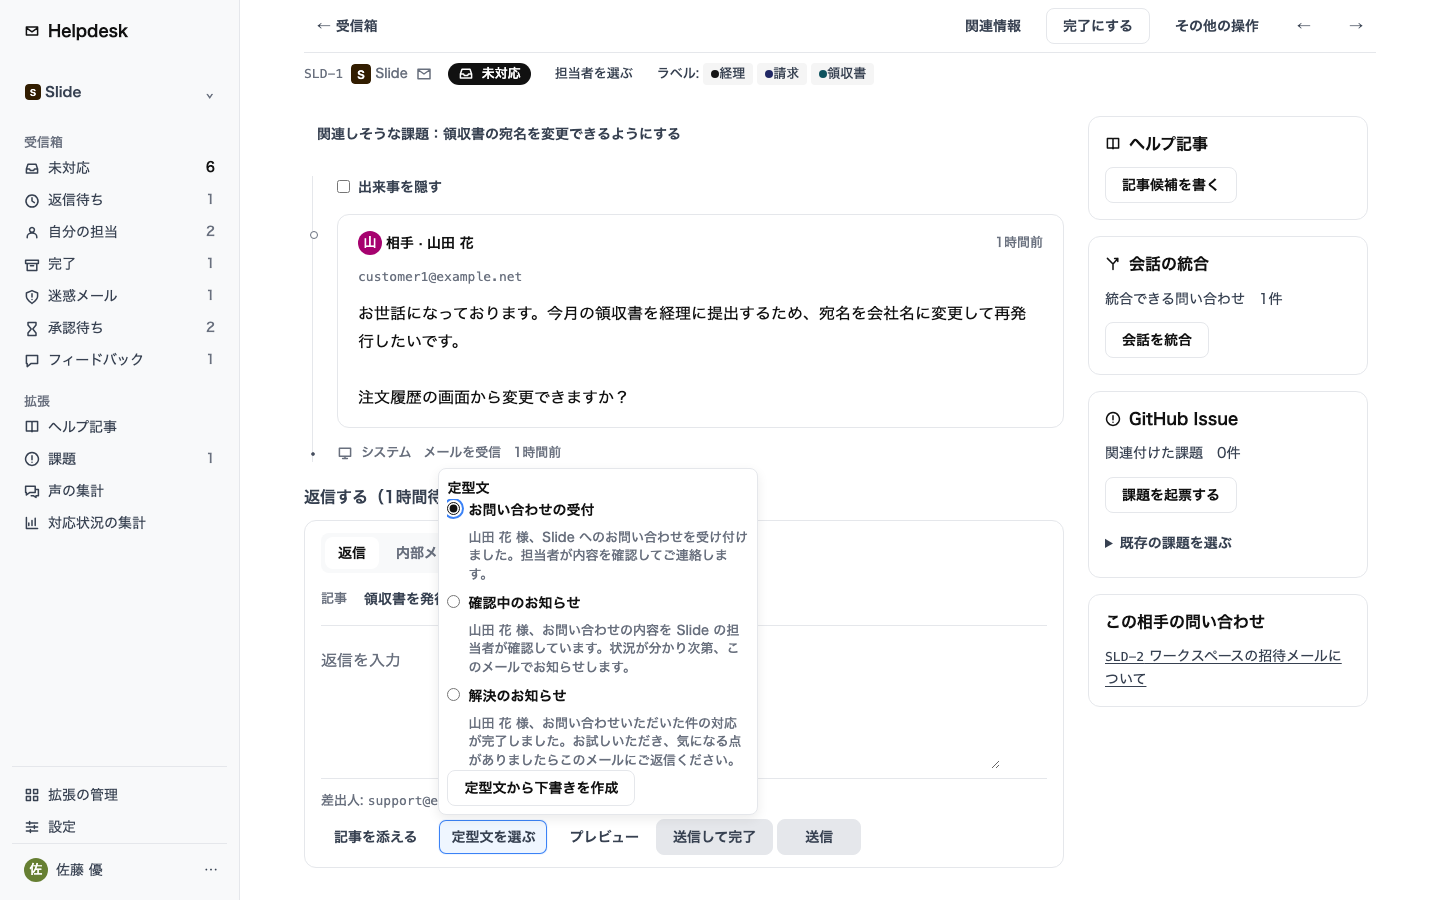 Helpdesk
S Slide
受信箱
未対応 6
返信待ち 1
自分の担当 2
完了 1
迷惑メール 1
承認待ち 2
フィードバック 1
拡張
ヘルプ記事
課題 1
声の集計
対応状況の集計
拡張の管理
設定
佐 佐藤 優 …
← 受信箱
関連情報 完了にする その他の操作 ← →
SLD-1 S Slide 未対応 担当者を選ぶ ラベル: 経理 請求 領収書
関連しそうな課題：領収書の宛名を変更できるようにする
出来事を隠す
山 相手 · 山田 花 1時間前
customer1@example.net
お世話になっております。今月の領収書を経理に提出するため、宛名を会社名に変更して再発
行したいです。
注文履歴の画面から変更できますか？
システム メールを受信 1時間前
返信する（1時間
返信 内部
記事 領収書を
返信を入力
差出人: support@
定型文
お問い合わせの受付
山田 花 様、Slide へのお問い合わせを受け付け
ました。担当者が内容を確認してご連絡しま
す。
確認中のお知らせ
山田 花 様、お問い合わせの内容を Slide の担
当者が確認しています。状況が分かり次第、こ
のメールでお知らせします。
解決のお知らせ
山田 花 様、お問い合わせいただいた件の対応
が完了しました。お試しいただき、気になる点
がありましたらこのメールにご返信ください。
定型文から下書きを作成
記事を添える 定型文を選ぶ プレビュー 送信して完了 送信
ヘルプ記事
記事候補を書く
会話の統合
統合できる問い合わせ 1件
会話を統合
GitHub Issue
関連付けた課題 0件
課題を起票する
既存の課題を選ぶ
この相手の問い合わせ
SLD-2 ワークスペースの招待メールに
ついて